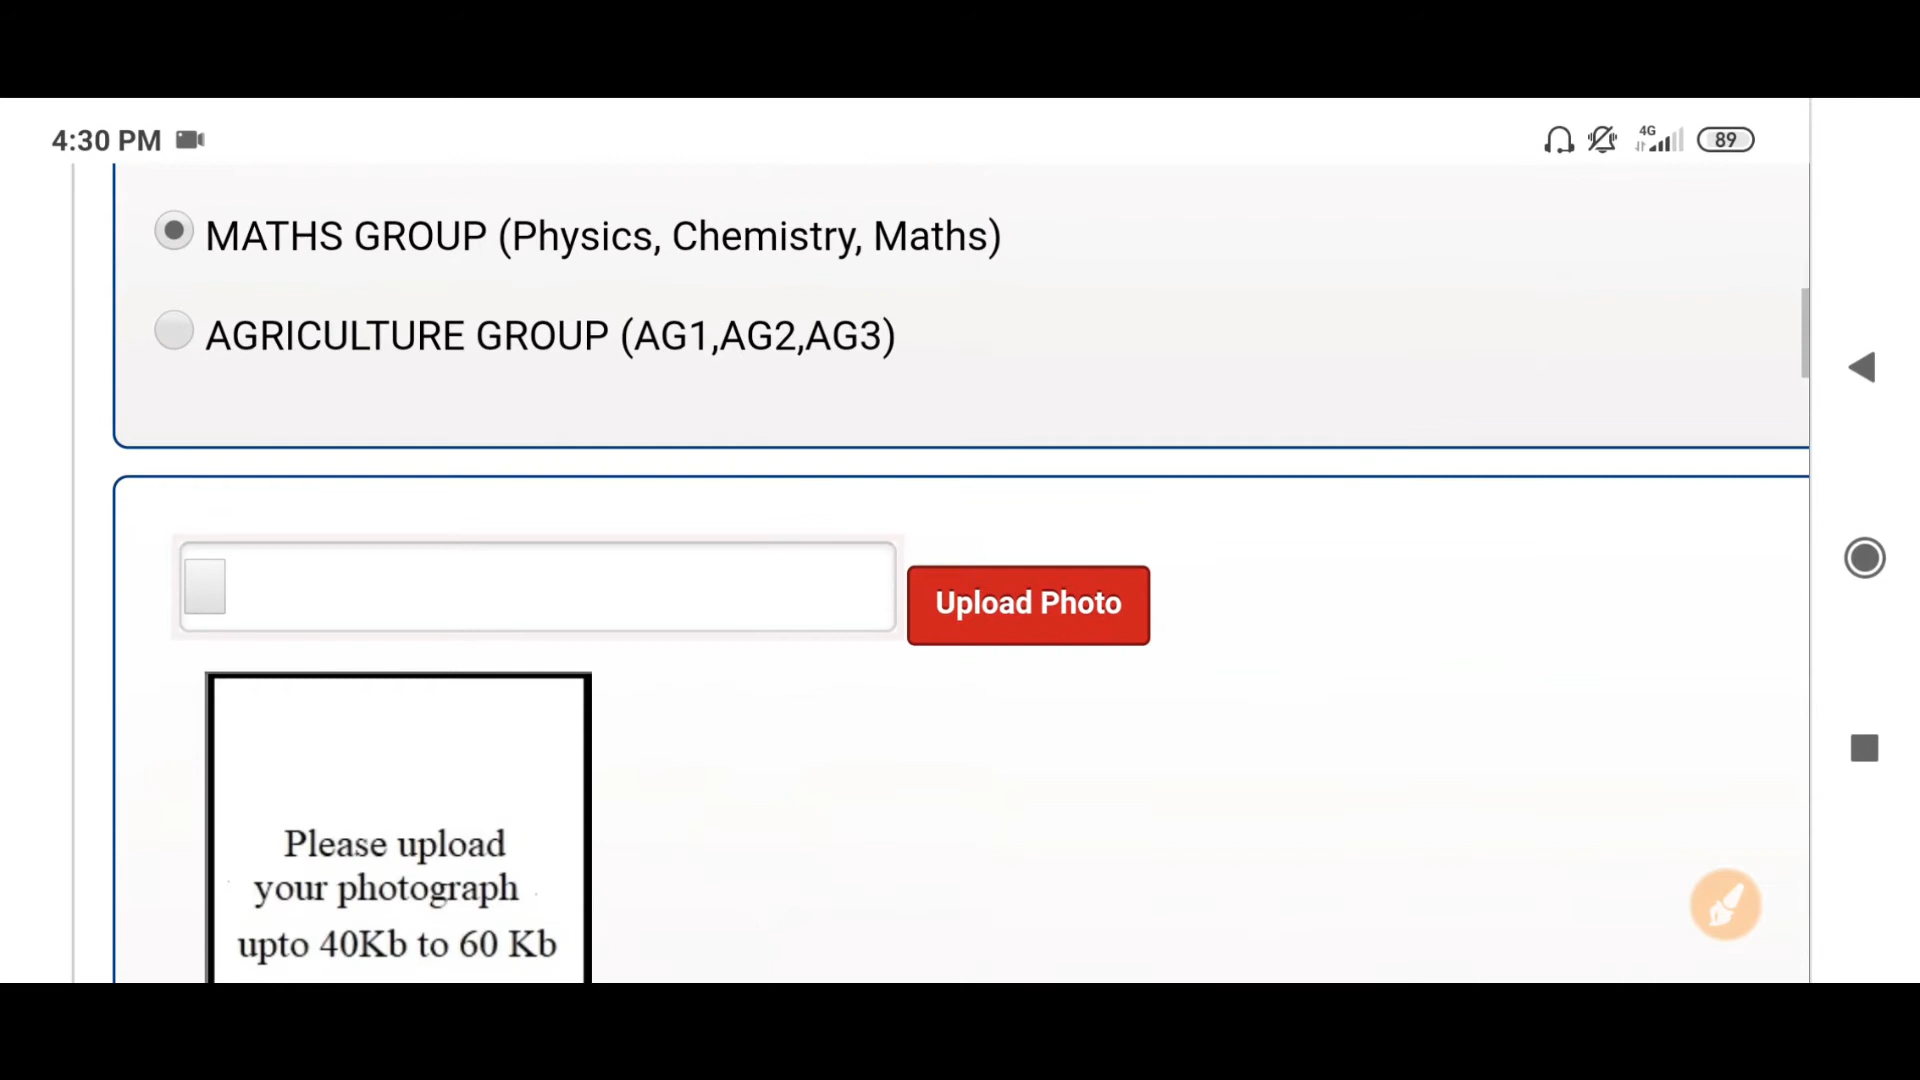 4:30 PM
4G
89
MATHS GROUP (Physics, Chemistry, Maths)
AGRICULTURE GROUP (AG1,AG2,AG3)
Upload Photo
Please upload
your photograph
upto 40Kb to 60 Kb